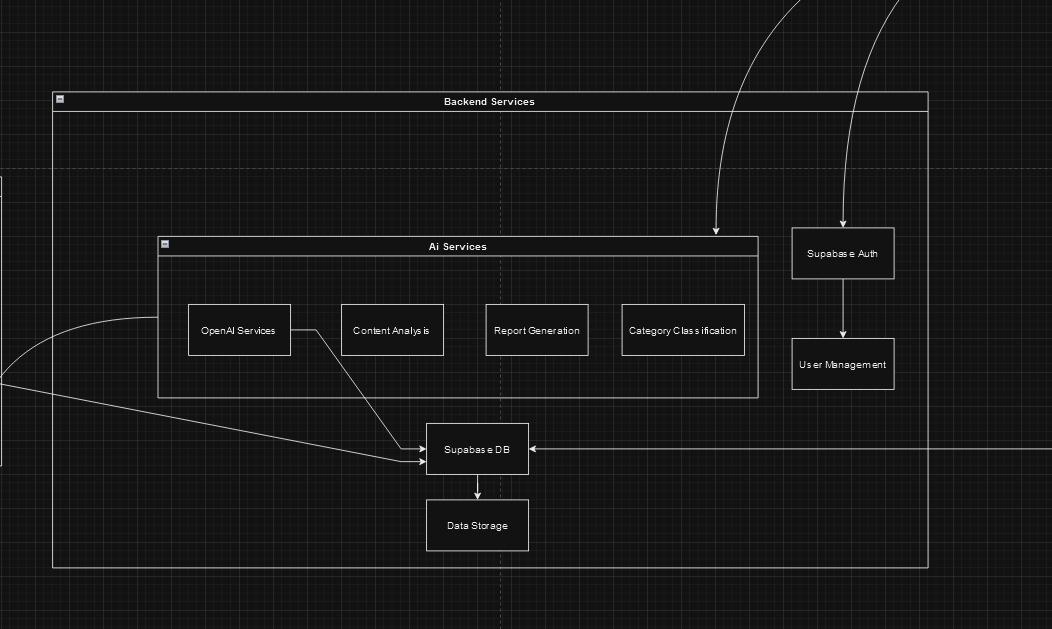 Backend Services
Ai Services
Supabase Auth
OpenAI Services
Content Analysis
Report Generation
Category Classification
User Management
Supabase DB
Data Storage